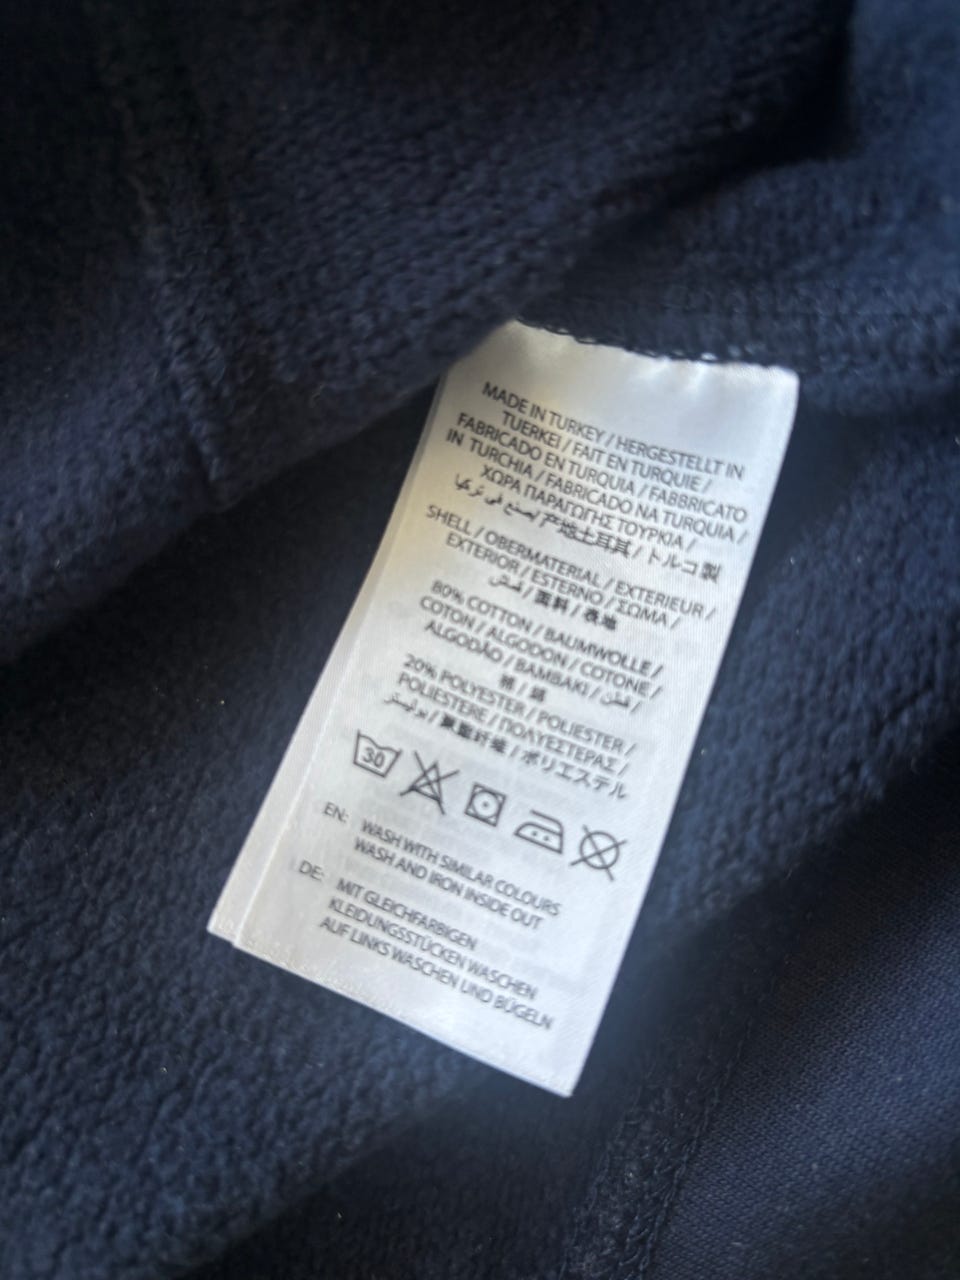 MADE IN TURKEY / HERGESTELLT IN
TUERKEI / FAIT EN TURQUIE /
FABRICADO EN TURQUIA / FABBRICATO
IN TURCHIA / FABRICADO NA TURQUIA /
ΧΩΡΑ ΠΑΡΑΓΩΓΗΣ ΤΟΥΡΚΙΑ /
صنع في تركيا / 产地土耳其 / トルコ製
SHELL / OBERMATERIAL / EXTERIEUR /
EXTERIOR / ESTERNO / ΣΩΜΑ /
/ 面料 / 表地
80% COTTON / BAUMWOLLE /
COTON / ALGODON / COTONE /
ALGODÃO / BAMBAKI / قطن /
棉 / 綿
20% POLYESTER / POLIESTER /
POLIESTERE / ΠΟΛΥΕΣΤΕΡΑΣ /
بوليستر / 聚酯纤维 / ポリエステル
30
EN: WASH WITH SIMILAR COLOURS
WASH AND IRON INSIDE OUT
DE: MIT GLEICHFARBIGEN
KLEIDUNGSSTÜCKEN WASCHEN
AUF LINKS WASCHEN UND BÜGELN